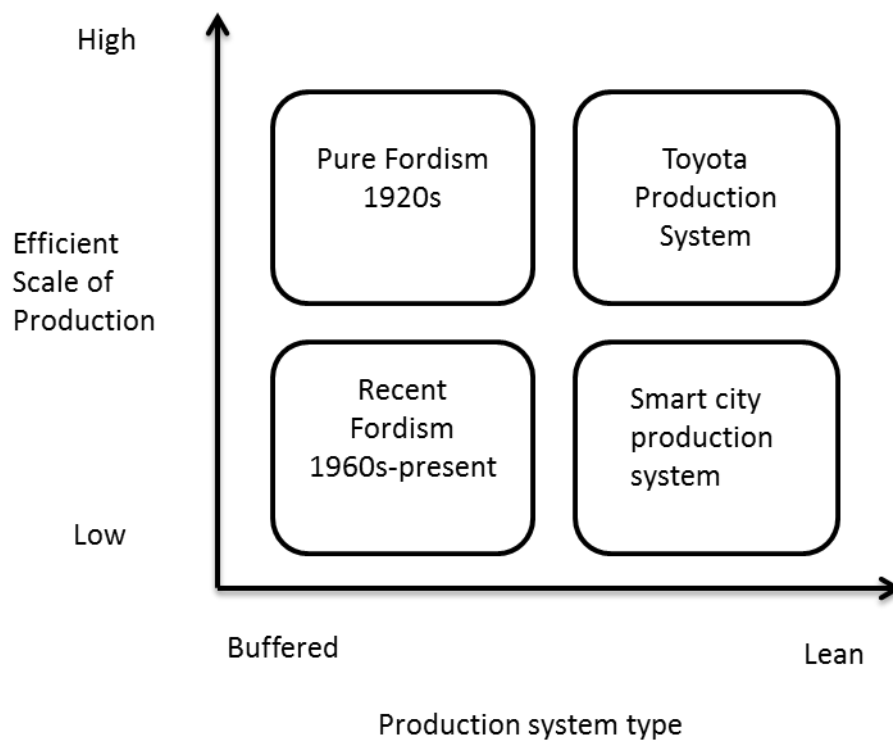 High
Pure Fordism
1920s
Toyota
Production
System
Efficient
Scale of
Production
Recent
Fordism
1960s-present
Smart city
production
system
Low
Buffered
Lean
Production system type